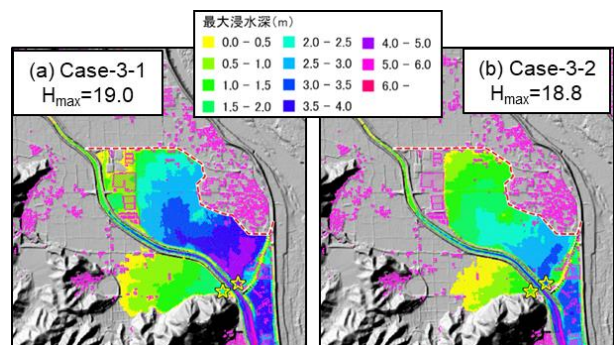 最大浸水深(m)
0.0 - 0.5
2.0 - 2.5
4.0 - 5.0
0.5 - 1.0
2.5 - 3.0
5.0 - 6.0
1.0 - 1.5
3.0 - 3.5
6.0 -
1.5 - 2.0
3.5 - 4.0
(a) Case-3-1
Hmax=19.0
(b) Case-3-2
Hmax=18.8